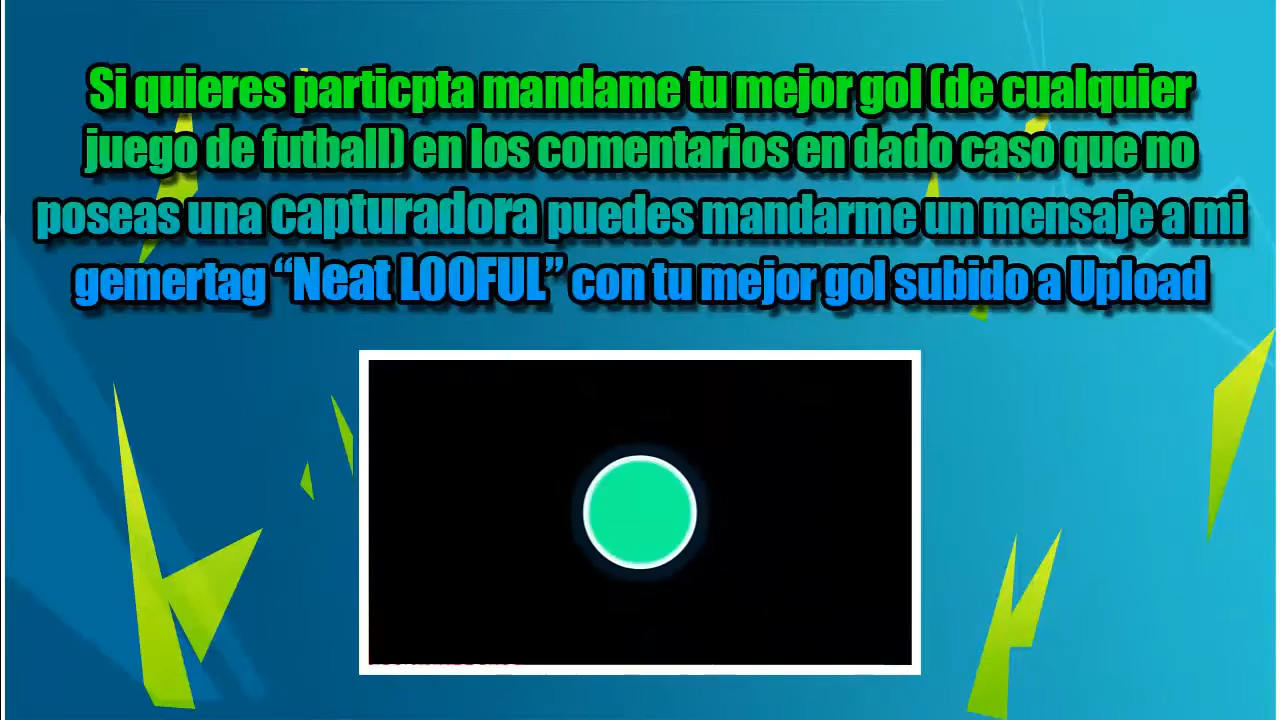 Si quieres particpta mandame tu mejor gol (de cualquier
juego de futball) en los comentarios en dado caso que no
poseas una capturadora puedes mandarme un mensaje a mi
gemertag “Neat LOOFUL” con tu mejor gol subido a Upload